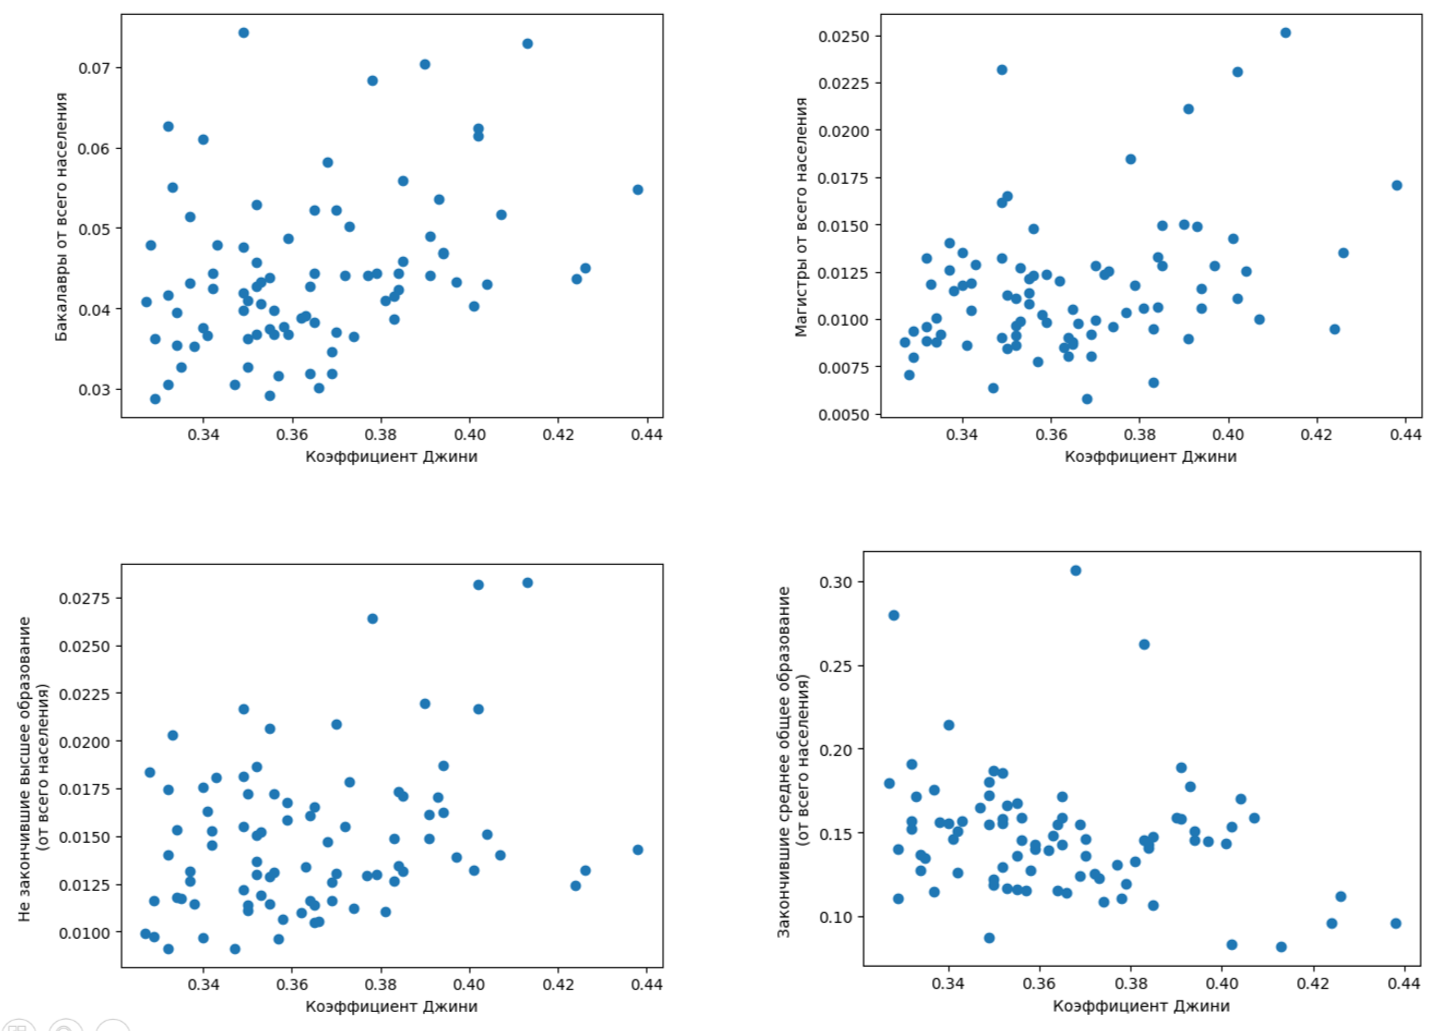 Бакалавры от всего населения
0.07
0.06
0.05
0.04
0.03
0.34 0.36 0.38 0.40 0.42 0.44
Коэффициент Джини
Магистры от всего населения
0.0250
0.0225
0.0200
0.0175
0.0150
0.0125
0.0100
0.0075
0.0050
0.34 0.36 0.38 0.40 0.42 0.44
Коэффициент Джини
Не закончившие высшее образование
(от всего населения)
0.0275
0.0250
0.0225
0.0200
0.0175
0.0150
0.0125
0.0100
0.34 0.36 0.38 0.40 0.42 0.44
Коэффициент Джини
Закончившие среднее общее образование
(от всего населения)
0.30
0.25
0.20
0.15
0.10
0.34 0.36 0.38 0.40 0.42 0.44
Коэффициент Джини